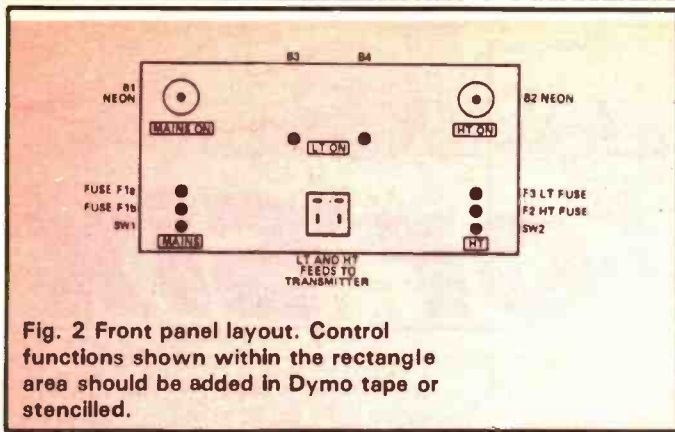 B3 B4
B1
NEON
B2 NEON
MAINS ON
HT ON
LT ON
FUSE F1a
F3 LT FUSE
FUSE F1b
F2 HT FUSE
SW1
SW2
MAINS
HT
LT AND HT
FEEDS TO
TRANSMITTER
Fig. 2 Front panel layout. Control
functions shown within the rectangle
area should be added in Dymo tape or
stencilled.